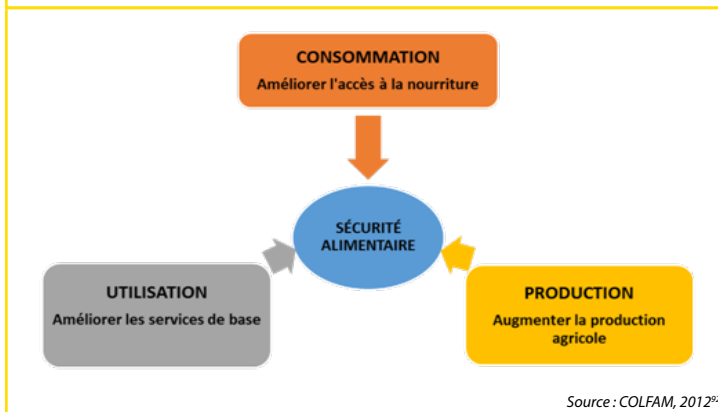 CONSOMMATION
Améliorer l'accès à la nourriture
SÉCURITÉ
ALIMENTAIRE
UTILISATION
Améliorer les services de base
PRODUCTION
Augmenter la production
agricole
Source : COLFAM, 2012⁹²